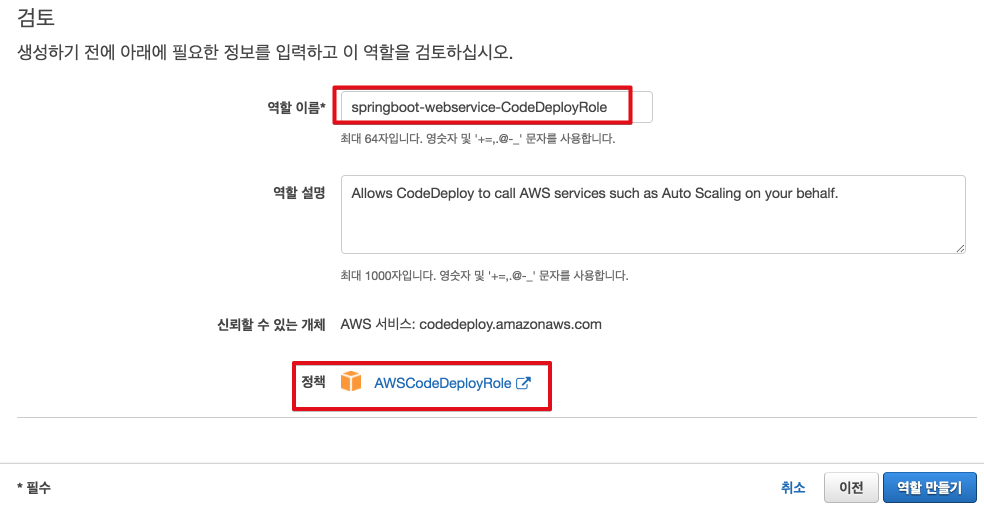 검토
생성하기 전에 아래에 필요한 정보를 입력하고 이 역할을 검토하십시오.
역할 이름* springboot-webservice-CodeDeployRole
최대 64자입니다. 영숫자 및 '+=,.@-_' 문자를 사용합니다.
역할 설명 Allows CodeDeploy to call AWS services such as Auto Scaling on your behalf.
최대 1000자입니다. 영숫자 및 '+=,.@-_' 문자를 사용합니다.
신뢰할 수 있는 개체 AWS 서비스: codedeploy.amazonaws.com
정책 AWSCodeDeployRole
* 필수 취소 이전 역할 만들기